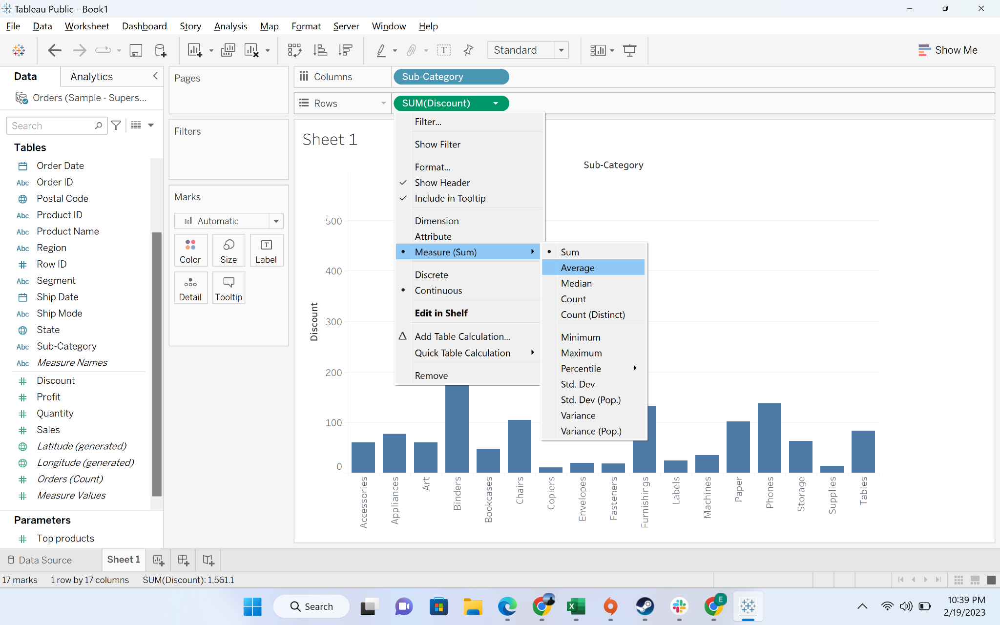 Tableau Public - Book1
File Data Worksheet Dashboard Story Analysis Map Format Server Window Help
Standard
Show Me
Data
Analytics
Orders (Sample - Supers...
Search
Tables
Order Date
Abc Order ID
Postal Code
Abc Product ID
Abc Product Name
Abc Region
Row ID
Abc Segment
Ship Date
Abc Ship Mode
State
Abc Sub-Category
Abc Measure Names
Discount
Profit
Quantity
Sales
Latitude (generated)
Longitude (generated)
Orders (Count)
Measure Values
Parameters
Top products
Pages
Filters
Marks
Automatic
Color
Size
T
Label
Detail
Tooltip
Columns
Sub-Category
Rows
SUM(Discount)
Sheet 1
Sub-Category
Filter...
Show Filter
Format...
Show Header
Include in Tooltip
Dimension
Attribute
Measure (Sum)
Discrete
Continuous
Edit in Shelf
Add Table Calculation...
Quick Table Calculation
Remove
Sum
Average
Median
Count
Count (Distinct)
Minimum
Maximum
Percentile
Std. Dev
Std. Dev (Pop.)
Variance
Variance (Pop.)
Discount
500
400
300
200
100
0
Accessories
Appliances
Art
Binders
Bookcases
Chairs
Copiers
Envelopes
Fasteners
Furnishings
Labels
Machines
Paper
Phones
Storage
Supplies
Tables
Data Source
Sheet 1
17 marks 1 row by 17 columns SUM(Discount): 1,561.1
Search
X
E
10:39 PM
2/19/2023